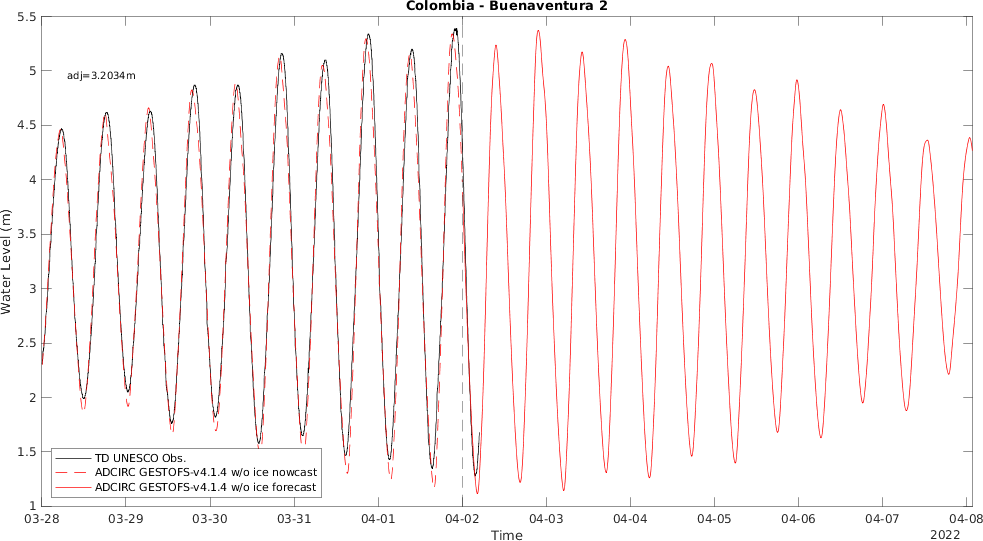 Colombia - Buenaventura 2
adj=3.2034m
Water Level (m)
5.5
5
4.5
4
3.5
3
2.5
2
1.5
1
TD UNESCO Obs.
ADCIRC GESTOFS-v4.1.4 w/o ice nowcast
ADCIRC GESTOFS-v4.1.4 w/o ice forecast
03-28 03-29 03-30 03-31 04-01 04-02 04-03 04-04 04-05 04-06 04-07 04-08
Time
2022